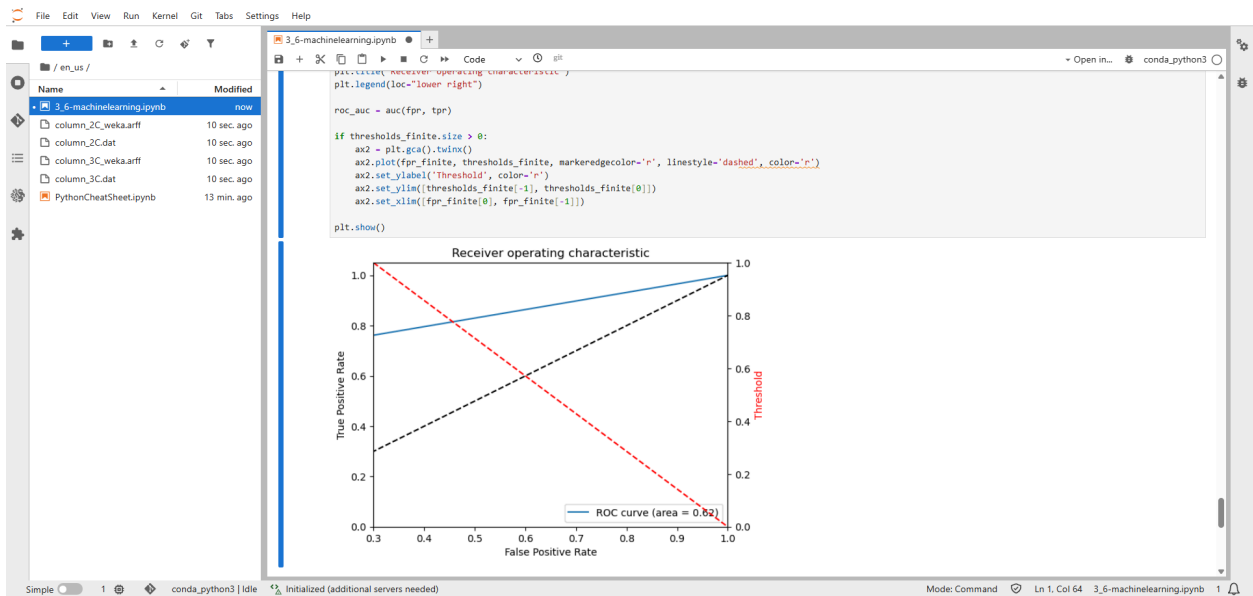 File Edit View Run Kernel Git Tabs Settings Help
+
/ en_us /
Name Modified
3_6-machinelearning.ipynb now
column_2C_weka.arff 10 sec. ago
column_2C.dat 10 sec. ago
column_3C_weka.arff 10 sec. ago
column_3C.dat 10 sec. ago
PythonCheatSheet.ipynb 13 min. ago
3_6-machinelearning.ipynb
+
Code git Open in... conda_python3
plt.title('Receiver operating characteristic')
plt.legend(loc="lower right")
roc_auc = auc(fpr, tpr)
if thresholds_finite.size > 0:
ax2 = plt.gca().twinx()
ax2.plot(fpr_finite, thresholds_finite, markeredgecolor='r', linestyle='dashed', color='r')
ax2.set_ylabel('Threshold', color='r')
ax2.set_ylim([thresholds_finite[-1], thresholds_finite[0]])
ax2.set_xlim([fpr_finite[0], fpr_finite[-1]])
plt.show()
Receiver operating characteristic
True Positive Rate
1.0
0.8
0.6
0.4
0.2
0.0
1.0
0.8
0.6
0.4
0.2
0.0
Threshold
ROC curve (area = 0.62)
0.3 0.4 0.5 0.6 0.7 0.8 0.9 1.0
False Positive Rate
Simple 1 conda_python3 | Idle Initialized (additional servers needed) Mode: Command Ln 1, Col 64 3_6-machinelearning.ipynb 1